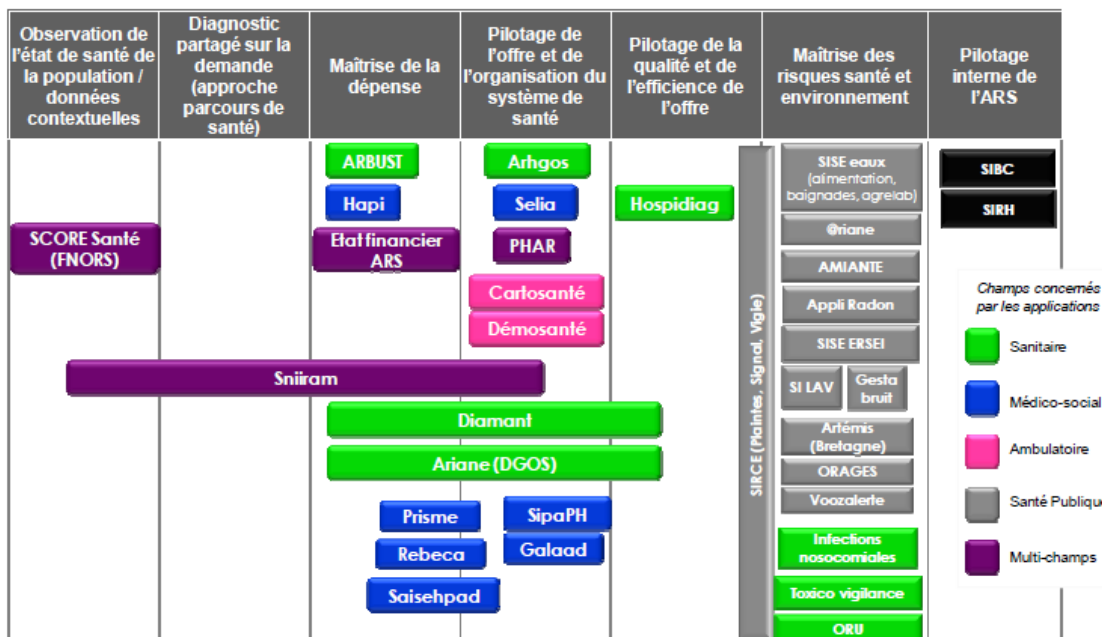 Observation de
l'état de santé de
la population /
données
contextuelles
Diagnostic
partagé sur la
demande
(approche
parcours de
santé)
Maîtrise de la
dépense
Pilotage de
l'offre et de
l'organisation du
système de
santé
Pilotage de la
qualité et de
l'efficience de
l'offre
Maîtrise des
risques santé et
environnement
Pilotage
interne de
l'ARS
SCORE Santé
(FNORS)
ARBUST
Hapi
Etat financier
ARS
Arhgos
Selia
PHAR
Cartosanté
Démosanté
Hospidiag
Sniiram
Diamant
Ariane (DGOS)
Prisme
Rebeca
Saisehpad
SipaPH
Galaad
SIRCE (Plaintes, Signal, Vigie)
SISE eaux
(alimentation,
baignades, agrelab)
@riane
AMIANTE
Appli Radon
SISE ERSEI
SI LAV
Gesta
bruit
Artémis
(Bretagne)
ORAGES
Voozalerte
Infections
nosocomiales
Toxico vigilance
ORU
SIBC
SIRH
Champs concernés
par les applications
Sanitaire
Médico-social
Ambulatoire
Santé Publique
Multi-champs